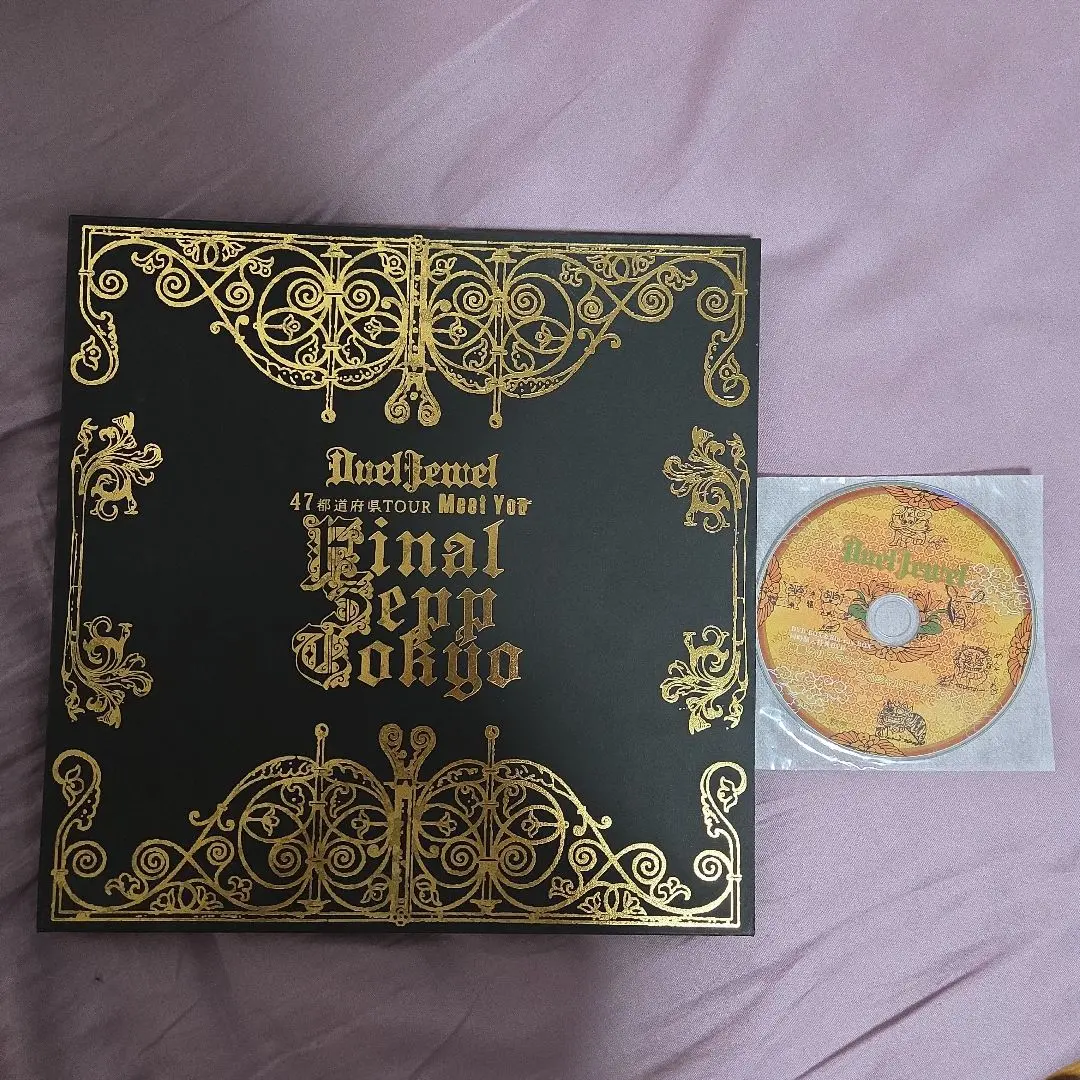 DuelJewel
47都道府県TOUR Meet You
Final
Zepp
Tokyo
DuelJewel